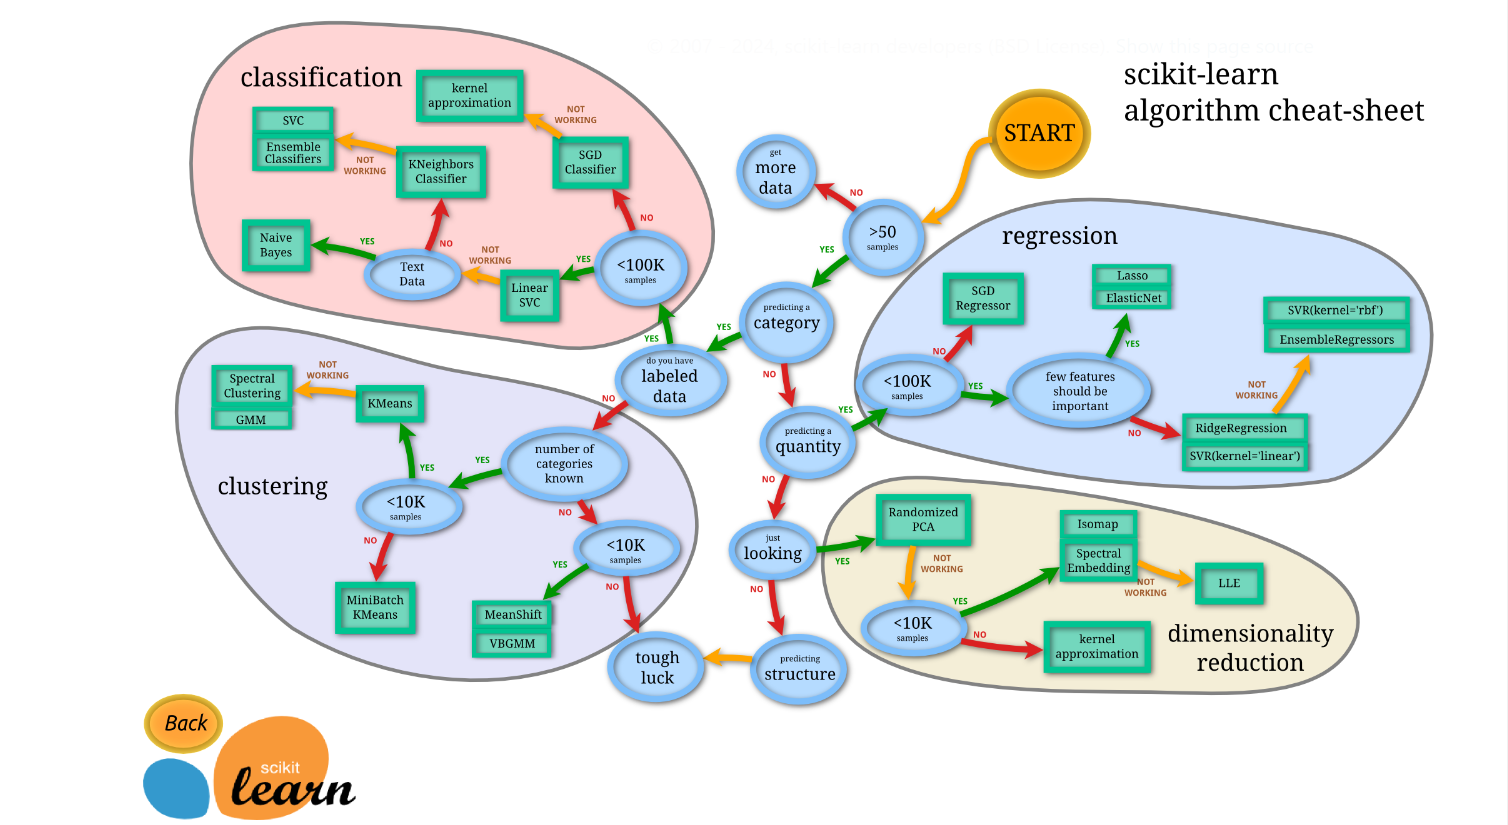 scikit-learn
algorithm cheat-sheet
START
get
more
data
NO
>50
samples
YES
predicting a
category
YES
NO
do you have
labeled
data
YES
NO
predicting a
quantity
YES
NO
just
looking
YES
NO
predicting
structure
tough
luck
classification
kernel
approximation
NOT
WORKING
SVC
Ensemble
Classifiers
NOT
WORKING
KNeighbors
Classifier
SGD
Classifier
NO
Naive
Bayes
YES
NO
Text
Data
NOT
WORKING
Linear
SVC
YES
<100K
samples
regression
SGD
Regressor
Lasso
ElasticNet
SVR(kernel='rbf')
EnsembleRegressors
NO
YES
<100K
samples
YES
few features
should be
important
NOT
WORKING
NO
RidgeRegression
SVR(kernel='linear')
clustering
Spectral
Clustering
GMM
NOT
WORKING
KMeans
YES
number of
categories
known
YES
NO
<10K
samples
NO
MiniBatch
KMeans
<10K
samples
YES
NO
MeanShift
VBGMM
dimensionality
reduction
Randomized
PCA
NOT
WORKING
Isomap
Spectral
Embedding
NOT
WORKING
LLE
YES
<10K
samples
NO
kernel
approximation
Back
scikit
learn